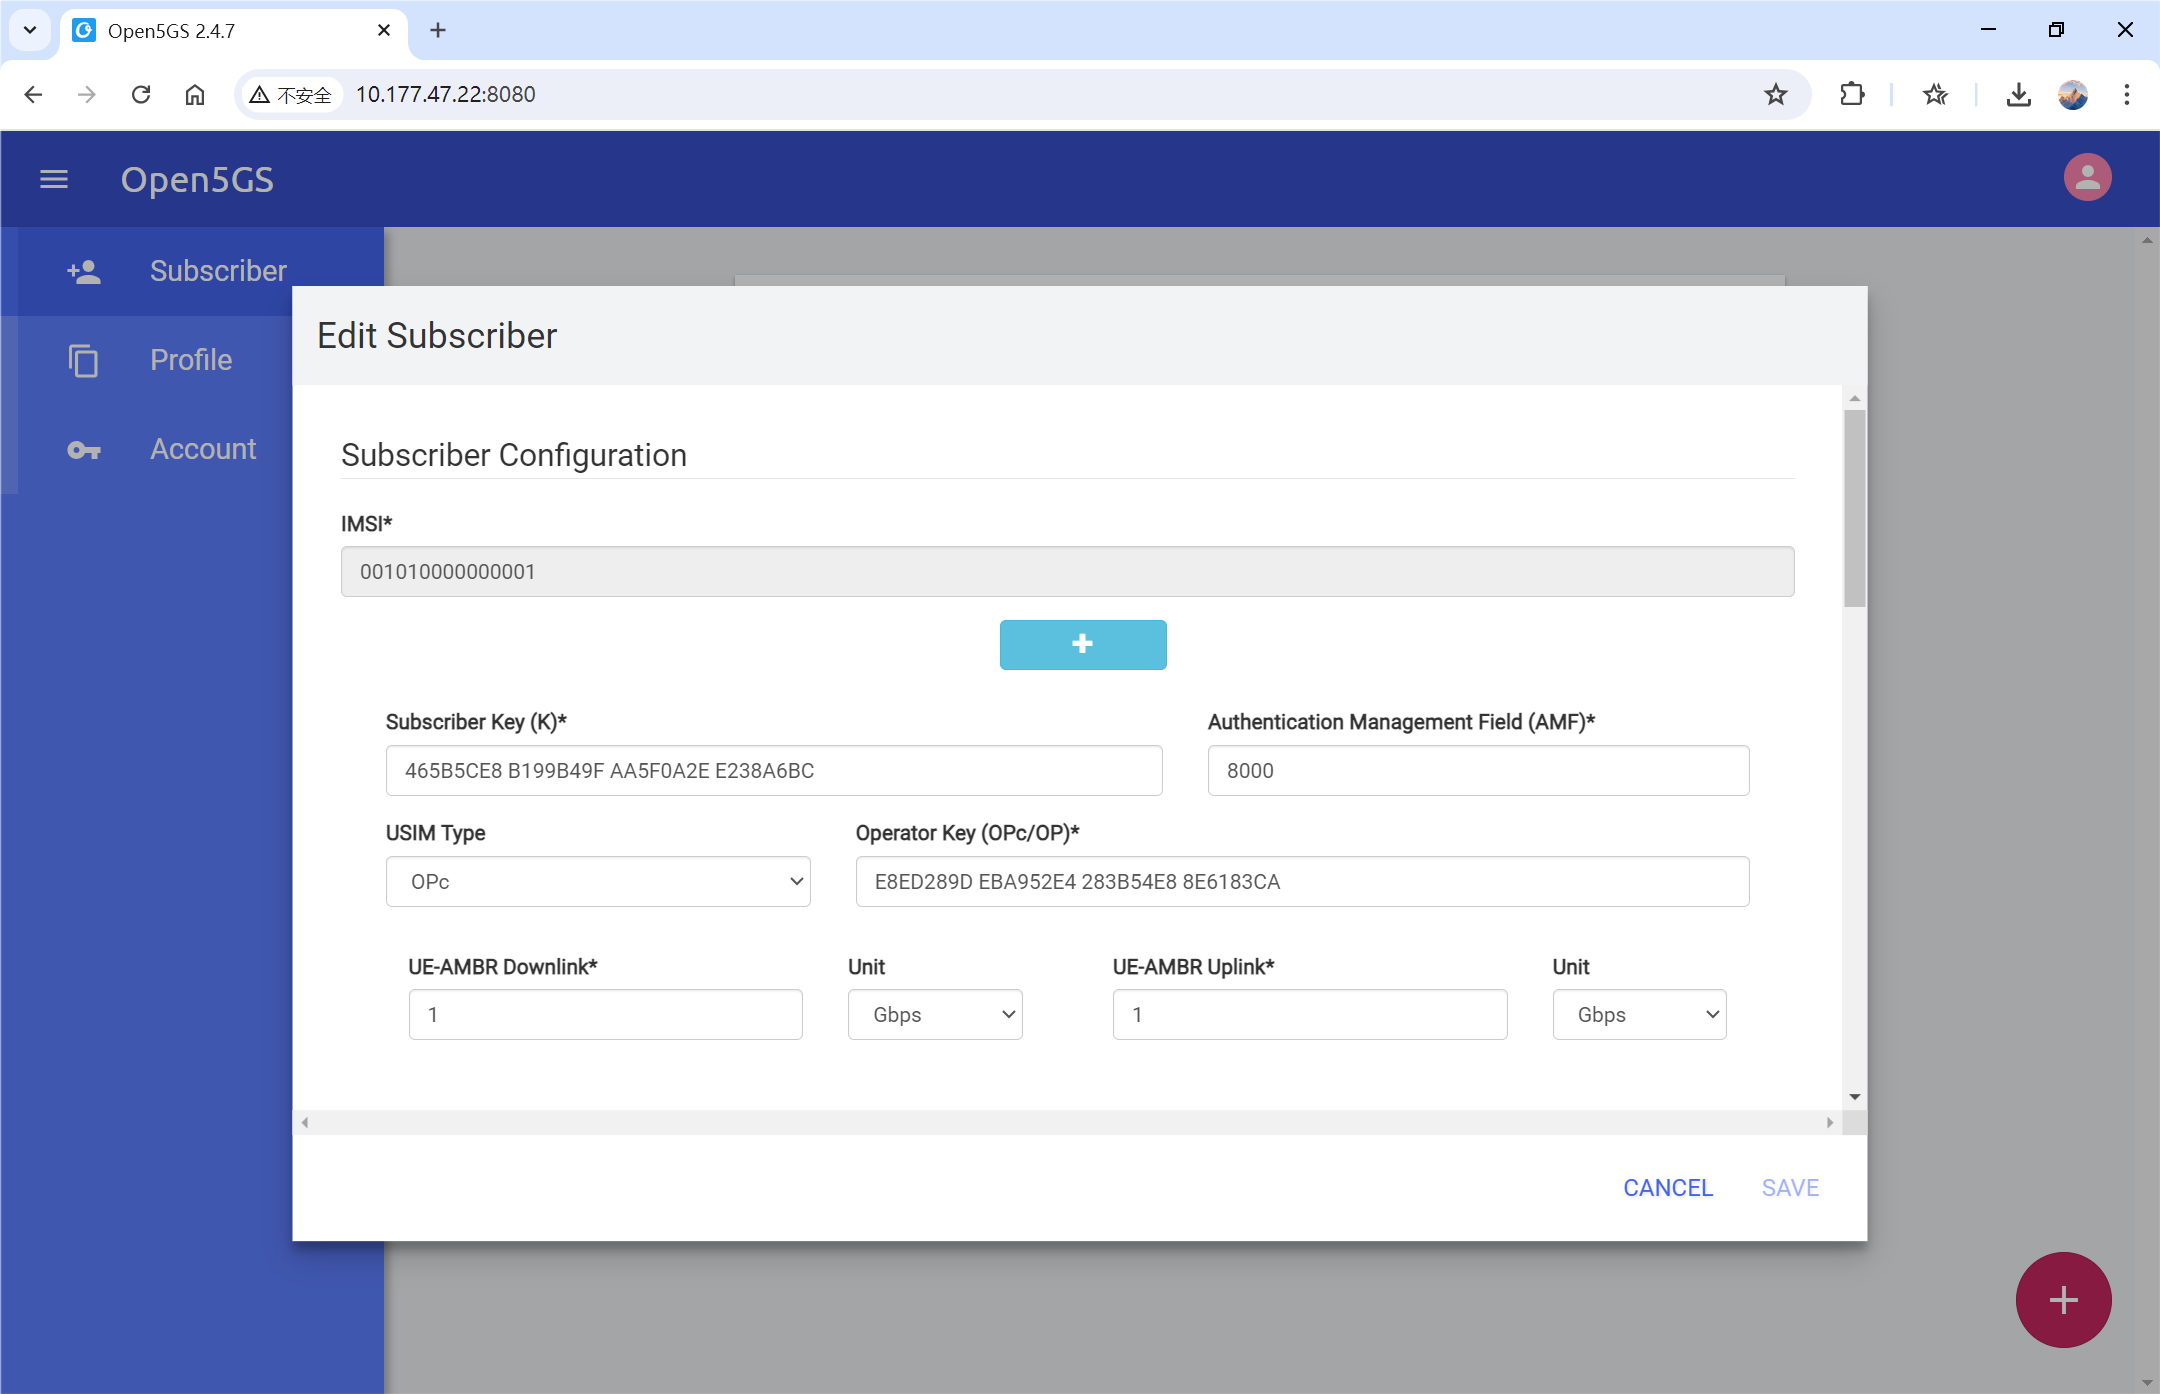 Open5GS 2.4.7
不安全 10.177.47.22:8080
Open5GS
Subscriber
Profile
Account
Edit Subscriber
Subscriber Configuration
IMSI*
001010000000001
Subscriber Key (K)* Authentication Management Field (AMF)*
465B5CE8 B199B49F AA5F0A2E E238A6BC 8000
USIM Type Operator Key (OPc/OP)*
OPc E8ED289D EBA952E4 283B54E8 8E6183CA
UE-AMBR Downlink* Unit UE-AMBR Uplink* Unit
1 Gbps 1 Gbps
CANCEL SAVE